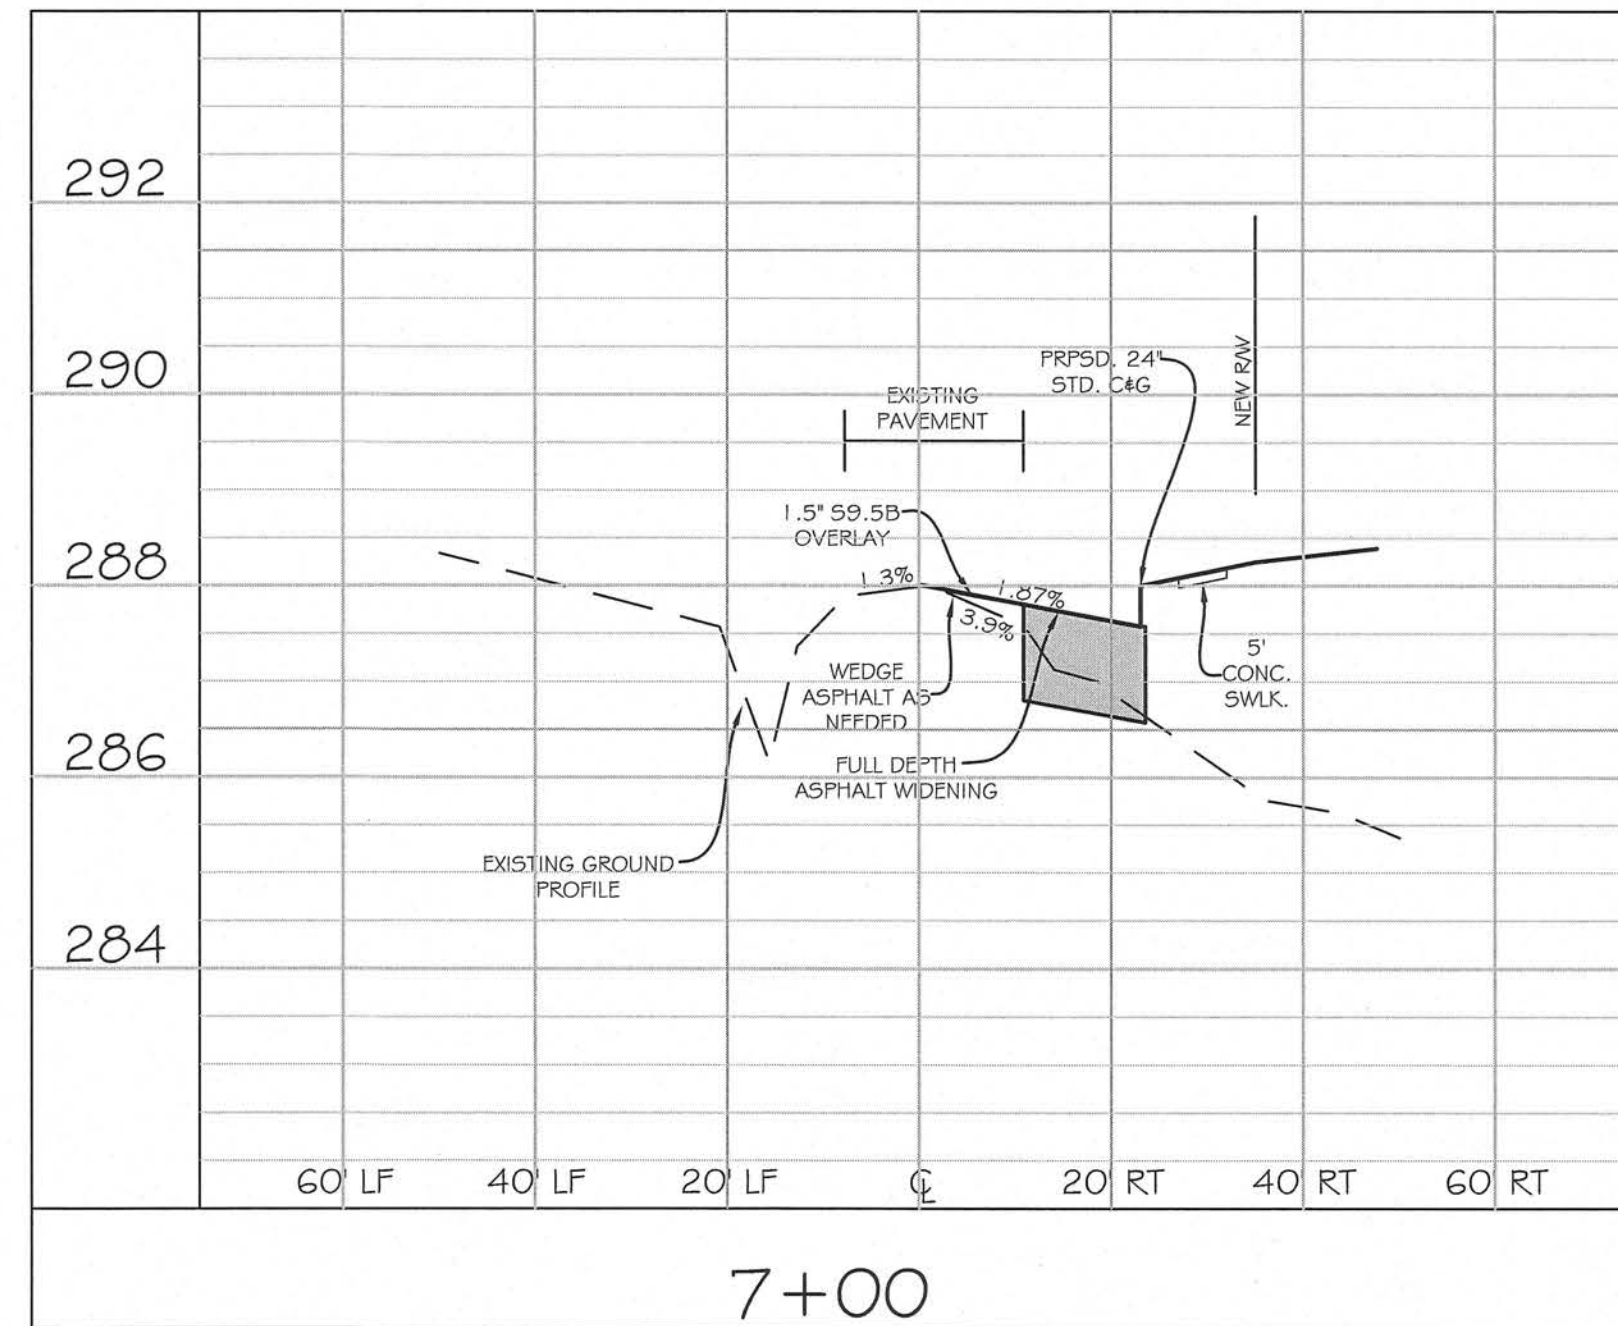 292
290
288
286
284
PRPSD. 24"
STD. C&G
NEW R/W
EXISTING
PAVEMENT
1.5" S9.5B
OVERLAY
1.3%
1.87%
3.9%
WEDGE
ASPHALT AS
NEEDED
5'
CONC.
SWLK.
FULL DEPTH
ASPHALT WIDENING
EXISTING GROUND
PROFILE
60' LF
40' LF
20' LF
℄
20' RT
40' RT
60' RT
7+00